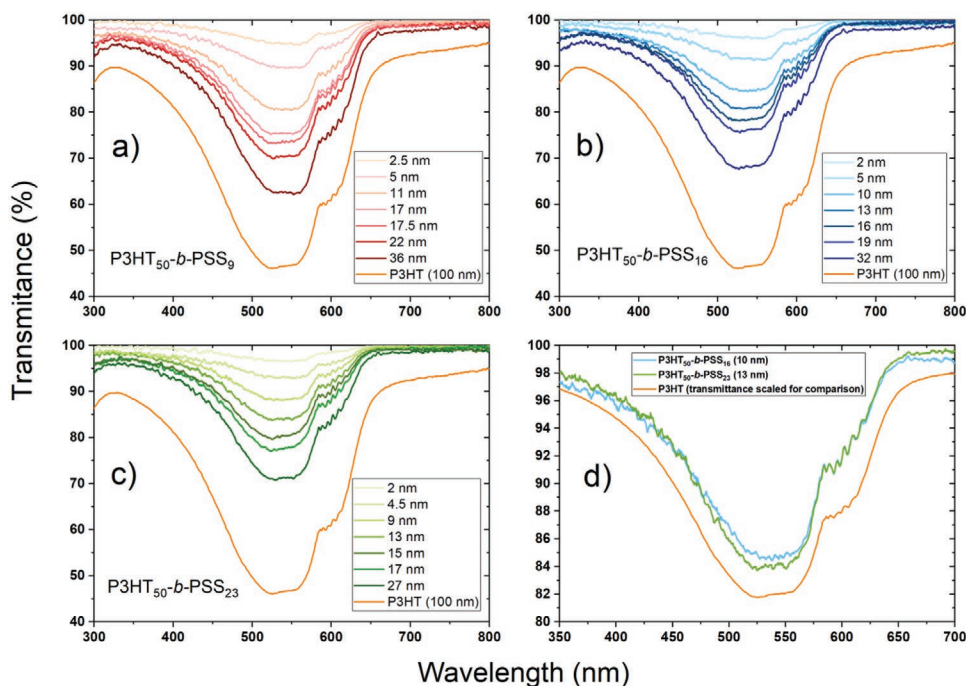 Transmitance (%)
100
90
80
70
60
50
40
a)
P3HT50-b-PSS9
2.5 nm
5 nm
11 nm
17 nm
17.5 nm
22 nm
36 nm
P3HT (100 nm)
300 400 500 600 700 800
100
90
80
70
60
50
40
b)
P3HT50-b-PSS16
2 nm
5 nm
10 nm
13 nm
16 nm
19 nm
32 nm
P3HT (100 nm)
300 400 500 600 700 800
100
90
80
70
60
50
40
c)
P3HT50-b-PSS23
2 nm
4.5 nm
9 nm
13 nm
15 nm
17 nm
27 nm
P3HT (100 nm)
300 400 500 600 700 800
100
98
96
94
92
90
88
86
84
82
80
P3HT50-b-PSS16 (10 nm)
P3HT50-b-PSS23 (13 nm)
P3HT (transmittance scaled for comparison)
d)
350 400 450 500 550 600 650 700
Wavelength (nm)